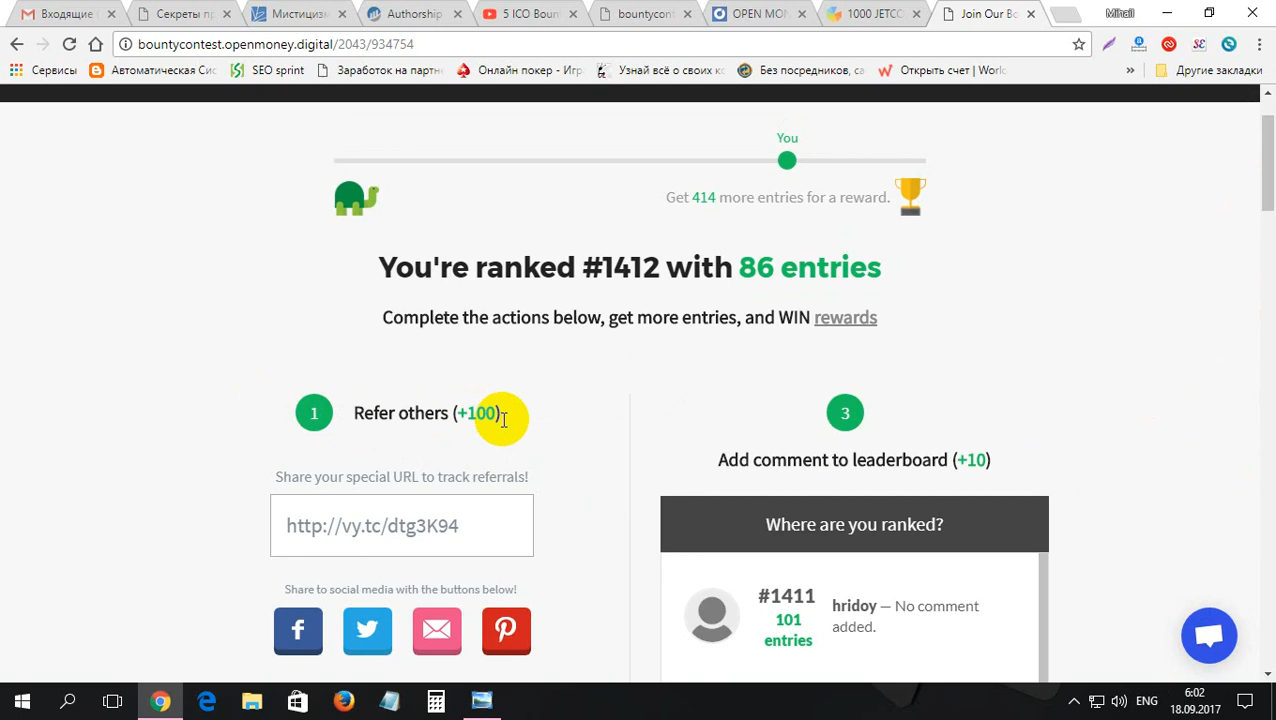 Входящие
Секреты пр
Мистицизм
Authorship
5 ICO Boun
bountycont
OPEN MON
1000 JETCO
Join Our Bo
Mihail
bountycontest.openmoney.digital/2043/934754
Сервисы
Автоматическая Сис
SEO sprint
Заработок на партн
Онлайн покер - Игр
Узнай всё о своих к
Без посредников, са
Открыть счет | World
»
Другие закладки
You
Get 414 more entries for a reward.
You're ranked #1412 with 86 entries
Complete the actions below, get more entries, and WIN rewards
1 Refer others (+100)
Share your special URL to track referrals!
http://vy.tc/dtg3K94
Share to social media with the buttons below!
3
Add comment to leaderboard (+10)
Where are you ranked?
#1411
101
entries
hridoy — No comment
added.
ENG
6:02
18.09.2017